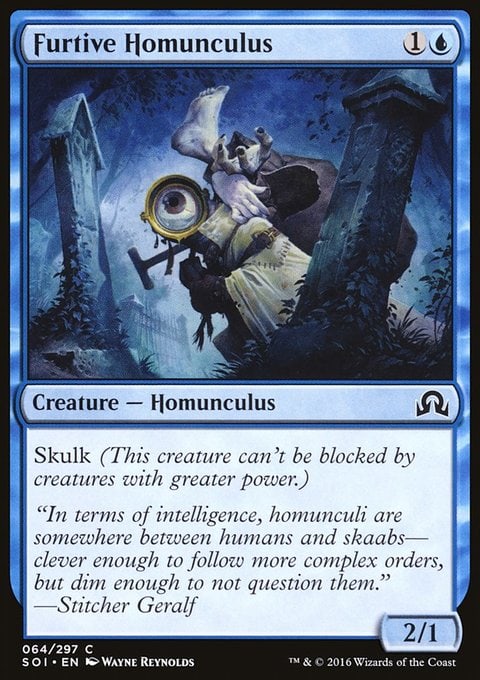 Furtive Homunculus 1
Creature — Homunculus
Skulk (This creature can't be blocked by
creatures with greater power.)
"In terms of intelligence, homunculi are
somewhere between humans and skaabs—
clever enough to follow more complex orders,
but dim enough to not question them."
—Stitcher Geralf
2/1
064/297 C
SOI • EN Wayne Reynolds
™ & © 2016 Wizards of the Coast